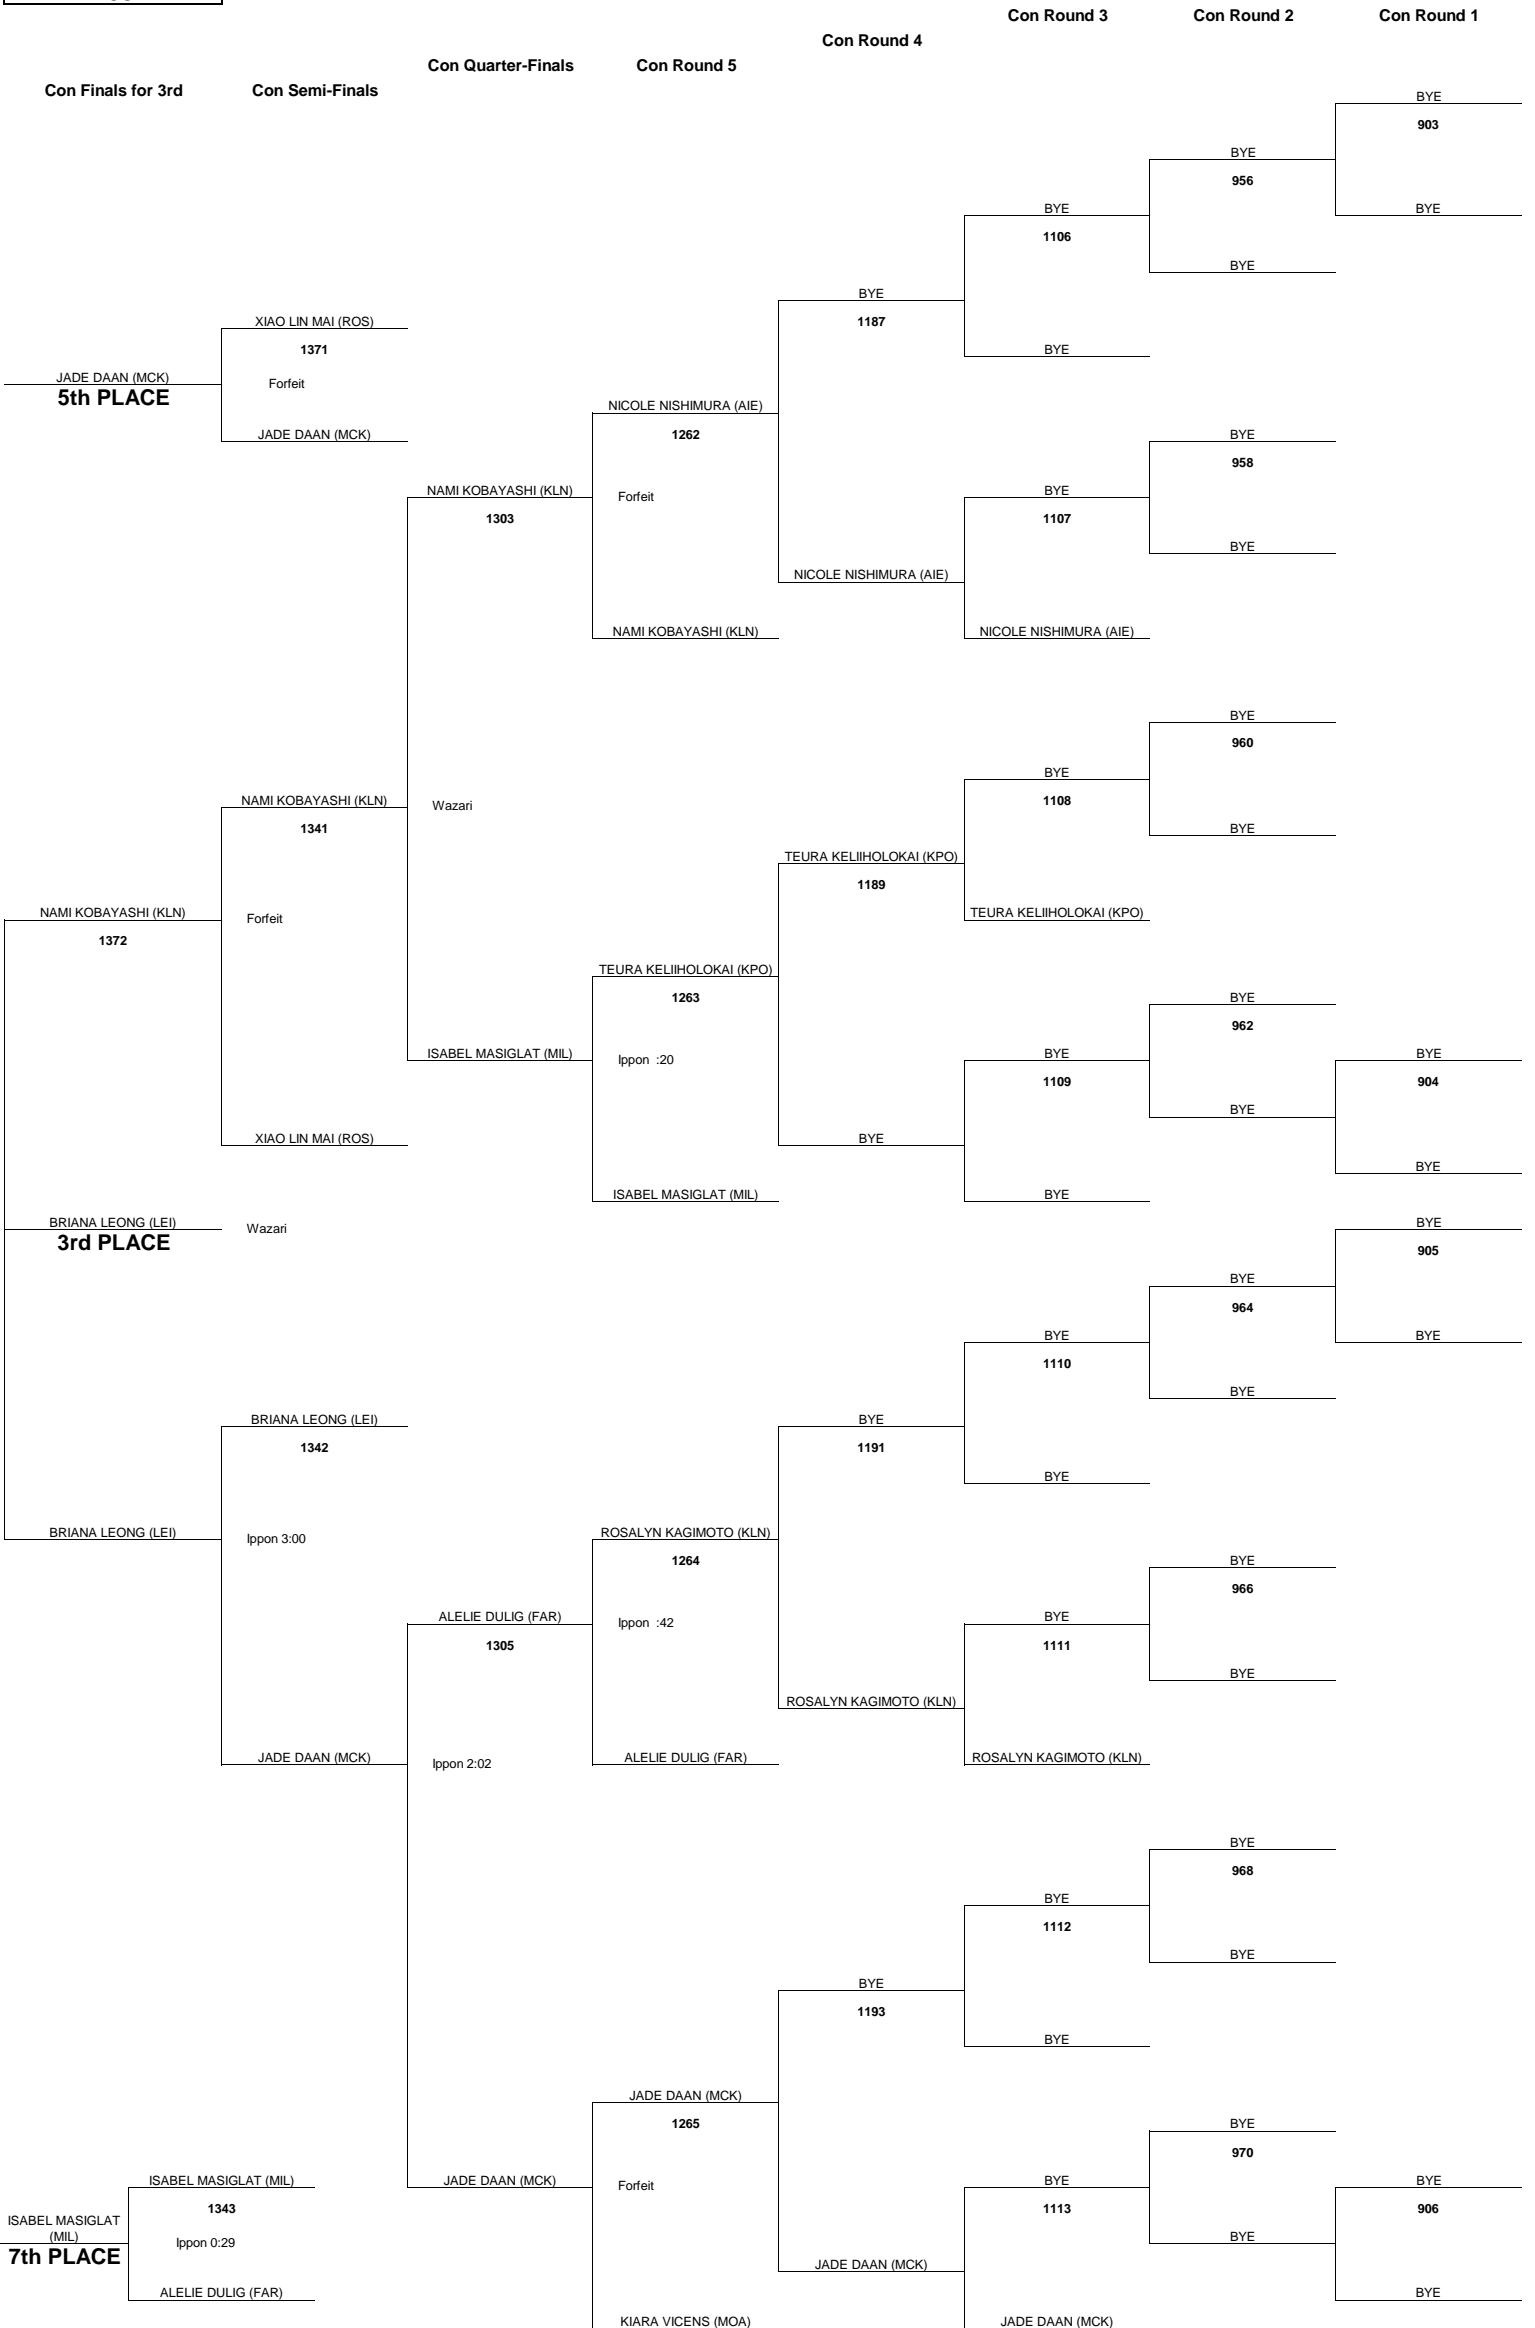 Con Round 3
Con Round 2
Con Round 1
Con Round 4
Con Quarter-Finals
Con Round 5
Con Finals for 3rd
Con Semi-Finals
BYE
903
BYE
956
BYE
BYE
1106
BYE
BYE
1187
XIAO LIN MAI (ROS)
1371
BYE
JADE DAAN (MCK)
Forfeit
5th PLACE
NICOLE NISHIMURA (AIE)
1262
JADE DAAN (MCK)
BYE
958
NAMI KOBAYASHI (KLN)
Forfeit
BYE
1303
1107
BYE
NICOLE NISHIMURA (AIE)
NAMI KOBAYASHI (KLN)
NICOLE NISHIMURA (AIE)
BYE
960
BYE
NAMI KOBAYASHI (KLN)
Wazari
1108
1341
BYE
TEURA KELIIHOLOKAI (KPO)
1189
NAMI KOBAYASHI (KLN)
Forfeit
TEURA KELIIHOLOKAI (KPO)
1372
TEURA KELIIHOLOKAI (KPO)
1263
BYE
962
ISABEL MASIGLAT (MIL)
Ippon :20
BYE
BYE
1109
904
BYE
XIAO LIN MAI (ROS)
BYE
BYE
ISABEL MASIGLAT (MIL)
BYE
BRIANA LEONG (LEI)
Wazari
BYE
3rd PLACE
905
BYE
964
BYE
BYE
1110
BYE
BRIANA LEONG (LEI)
BYE
1342
1191
BYE
BRIANA LEONG (LEI)
Ippon 3:00
ROSALYN KAGIMOTO (KLN)
1264
BYE
966
ALELIE DULIG (FAR)
Ippon :42
BYE
1305
1111
BYE
ROSALYN KAGIMOTO (KLN)
JADE DAAN (MCK)
Ippon 2:02
ALELIE DULIG (FAR)
ROSALYN KAGIMOTO (KLN)
BYE
968
BYE
1112
BYE
BYE
1193
BYE
JADE DAAN (MCK)
1265
BYE
970
ISABEL MASIGLAT (MIL)
JADE DAAN (MCK)
Forfeit
BYE
BYE
1343
1113
906
ISABEL MASIGLAT
(MIL)
Ippon 0:29
BYE
7th PLACE
JADE DAAN (MCK)
ALELIE DULIG (FAR)
BYE
KIARA VICENS (MOA)
JADE DAAN (MCK)